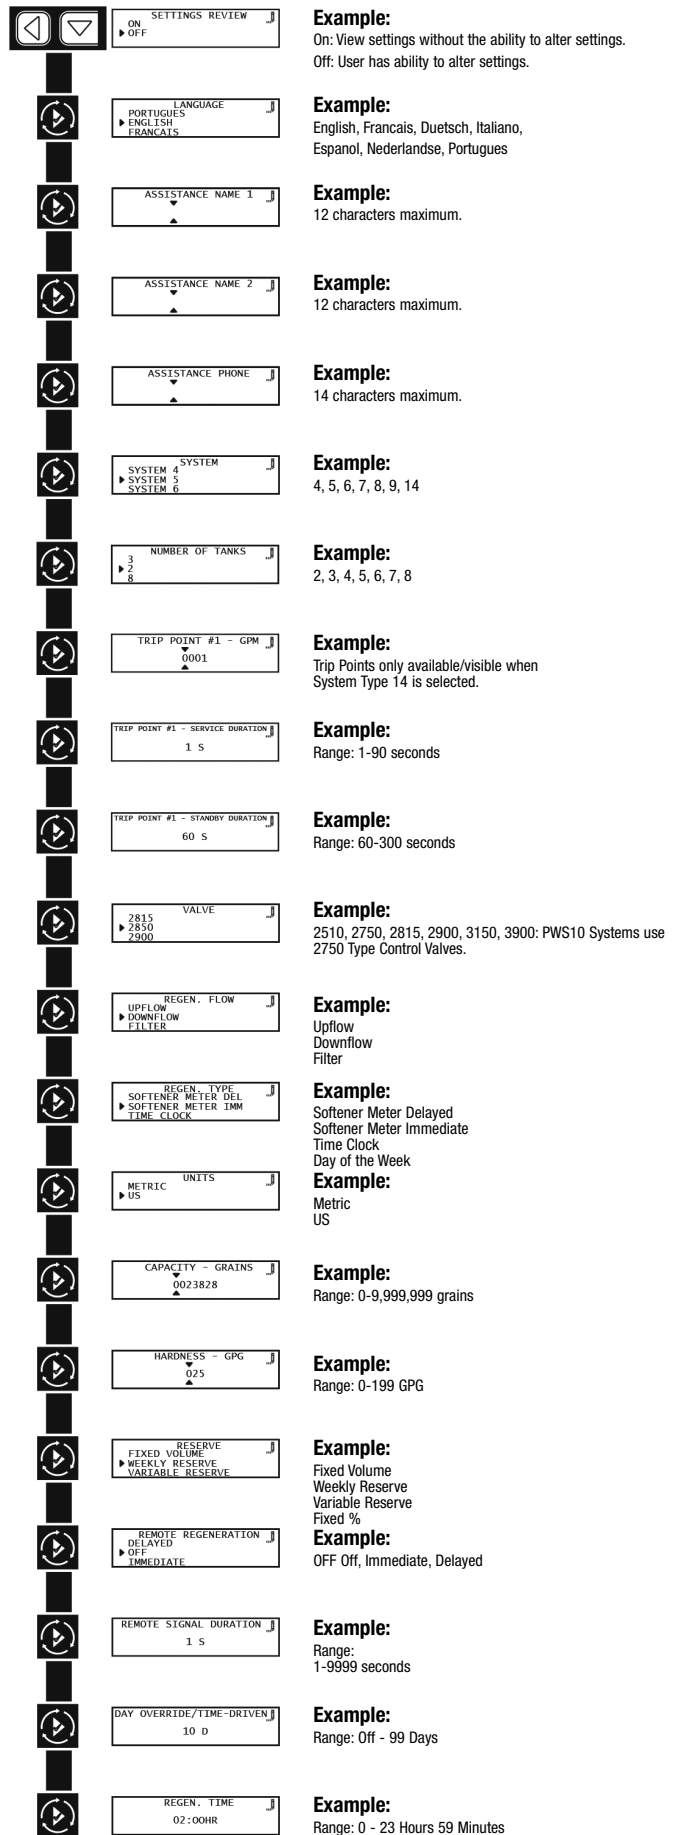 SETTINGS REVIEW
ON
OFF
Example:
On: View settings without the ability to alter settings.
Off: User has ability to alter settings.
LANGUAGE
PORTUGUES
ENGLISH
FRANCAIS
Example:
English, Francais, Duetsch, Italiano,
Espanol, Nederlandse, Portugues
ASSISTANCE NAME 1
Example:
12 characters maximum.
ASSISTANCE NAME 2
Example:
12 characters maximum.
ASSISTANCE PHONE
Example:
14 characters maximum.
SYSTEM
SYSTEM 4
SYSTEM 5
SYSTEM 6
Example:
4, 5, 6, 7, 8, 9, 14
NUMBER OF TANKS
3
2
8
Example:
2, 3, 4, 5, 6, 7, 8
TRIP POINT #1 - GPM
0001
Example:
Trip Points only available/visible when
System Type 14 is selected.
TRIP POINT #1 - SERVICE DURATION
1 S
Example:
Range: 1-90 seconds
TRIP POINT #1 - STANDBY DURATION
60 S
Example:
Range: 60-300 seconds
VALVE
2815
2850
2900
Example:
2510, 2750, 2815, 2900, 3150, 3900: PWS10 Systems use
2750 Type Control Valves.
REGEN. FLOW
UPFLOW
DOWNFLOW
FILTER
Example:
Upflow
Downflow
Filter
REGEN. TYPE
SOFTENER METER DEL
SOFTENER METER IMM
TIME CLOCK
Example:
Softener Meter Delayed
Softener Meter Immediate
Time Clock
Day of the Week
UNITS
METRIC
US
Example:
Metric
US
CAPACITY - GRAINS
0023828
Example:
Range: 0-9,999,999 grains
HARDNESS - GPG
025
Example:
Range: 0-199 GPG
RESERVE
FIXED VOLUME
WEEKLY RESERVE
VARIABLE RESERVE
Example:
Fixed Volume
Weekly Reserve
Variable Reserve
Fixed %
REMOTE REGENERATION
DELAYED
OFF
IMMEDIATE
Example:
OFF Off, Immediate, Delayed
REMOTE SIGNAL DURATION
1 S
Example:
Range:
1-9999 seconds
DAY OVERRIDE/TIME-DRIVEN
10 D
Example:
Range: Off - 99 Days
REGEN. TIME
02:00HR
Example:
Range: 0 - 23 Hours 59 Minutes